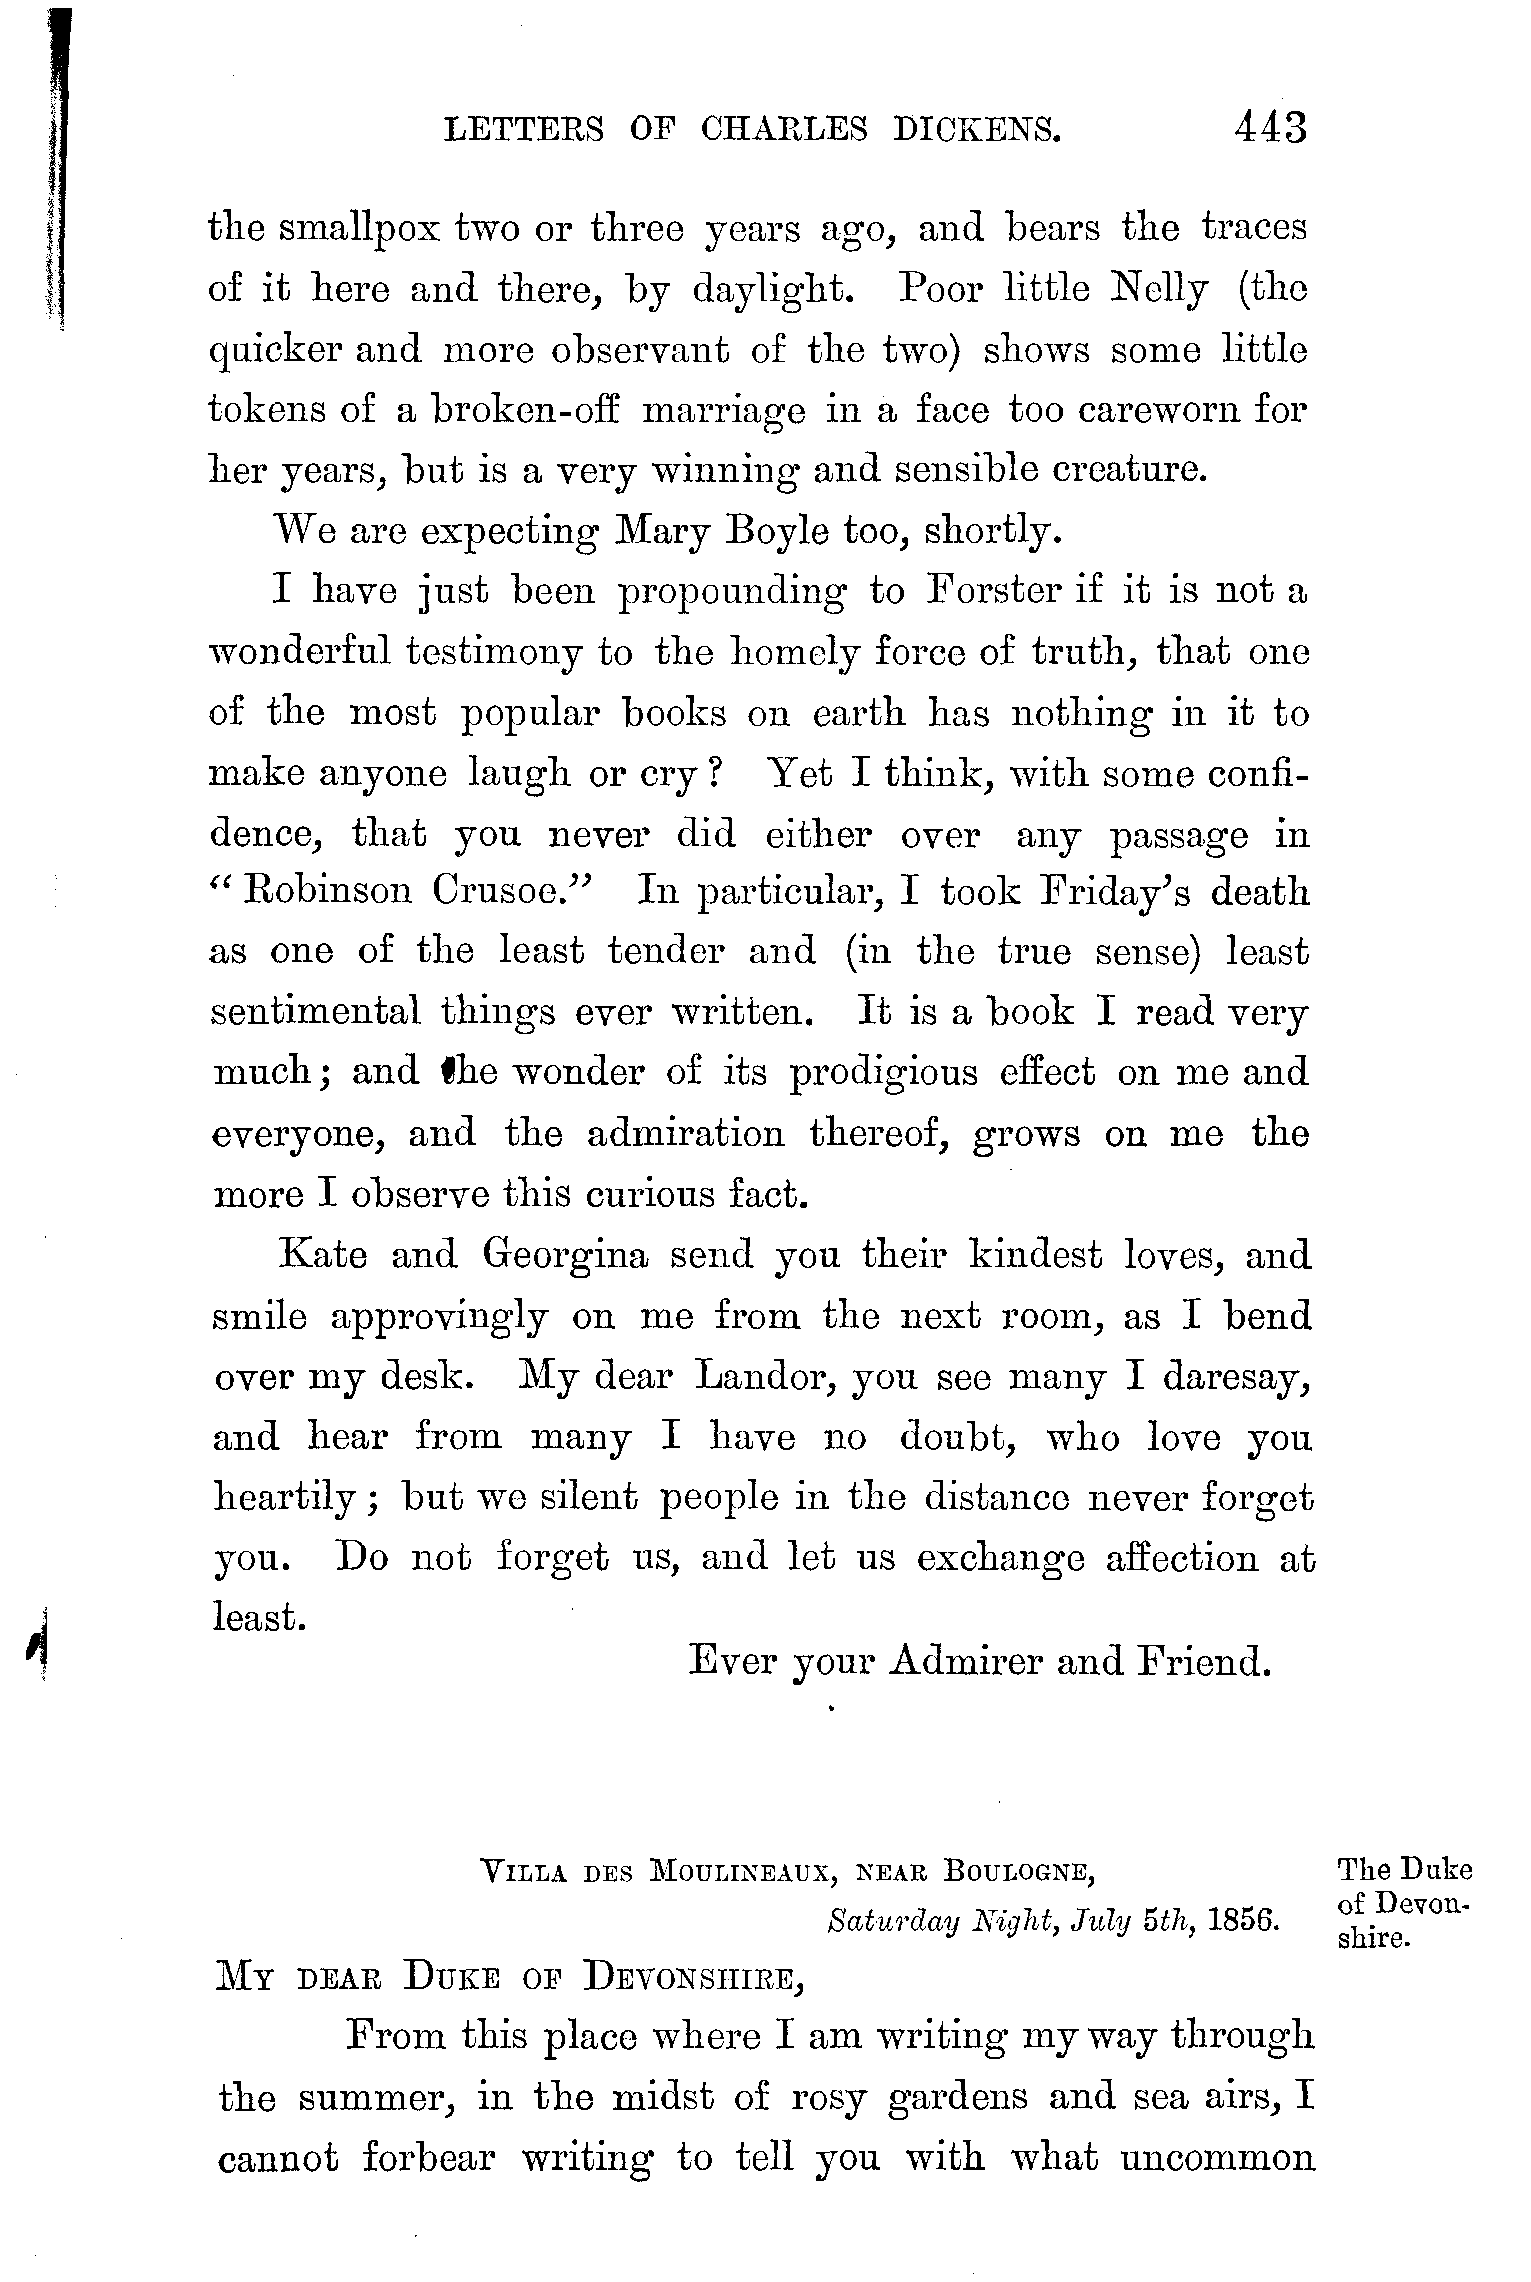 LETTERS OF CHARLES DICKENS. 443
the smallpox two or three years ago, and bears the traces
of it here and there, by daylight. Poor little Nelly (the
quicker and more observant of the two) shows some little
tokens of a broken-off marriage in a face too careworn for
her years, but is a very winning and sensible creature.
We are expecting Mary Boyle too, shortly.
I have just been propounding to Forster if it is not a
wonderful testimony to the homely force of truth, that one
of the most popular books on earth has nothing in it to
make anyone laugh or cry? Yet I think, with some confi-
dence, that you never did either over any passage in
"Robinson Crusoe." In particular, I took Friday's death
as one of the least tender and (in the true sense) least
sentimental things ever written. It is a book I read very
much; and the wonder of its prodigious effect on me and
everyone, and the admiration thereof, grows on me the
more I observe this curious fact.
Kate and Georgina send you their kindest loves, and
smile approvingly on me from the next room, as I bend
over my desk. My dear Landor, you see many I daresay,
and hear from many I have no doubt, who love you
heartily; but we silent people in the distance never forget
you. Do not forget us, and let us exchange affection at
least.
Ever your Admirer and Friend.
VILLA DES MOULINEAUX, NEAR BOULOGNE,
Saturday Night, July 5th, 1856.
The Duke
of Devon-
shire.
MY DEAR DUKE OF DEVONSHIRE,
From this place where I am writing my way through
the summer, in the midst of rosy gardens and sea airs, I
cannot forbear writing to tell you with what uncommon